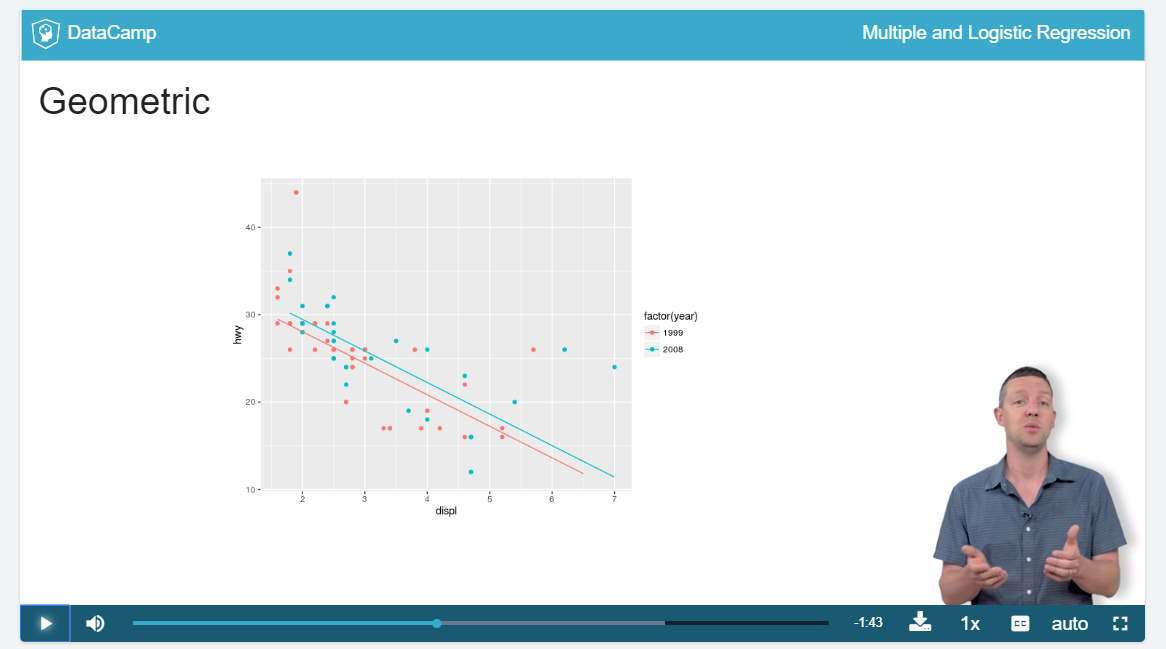 DataCamp
Multiple and Logistic Regression
Geometric
40
30
20
10
hwy
2 3 4 5 6 7
displ
factor(year)
1999
2008
-1:43
1x
CC
auto